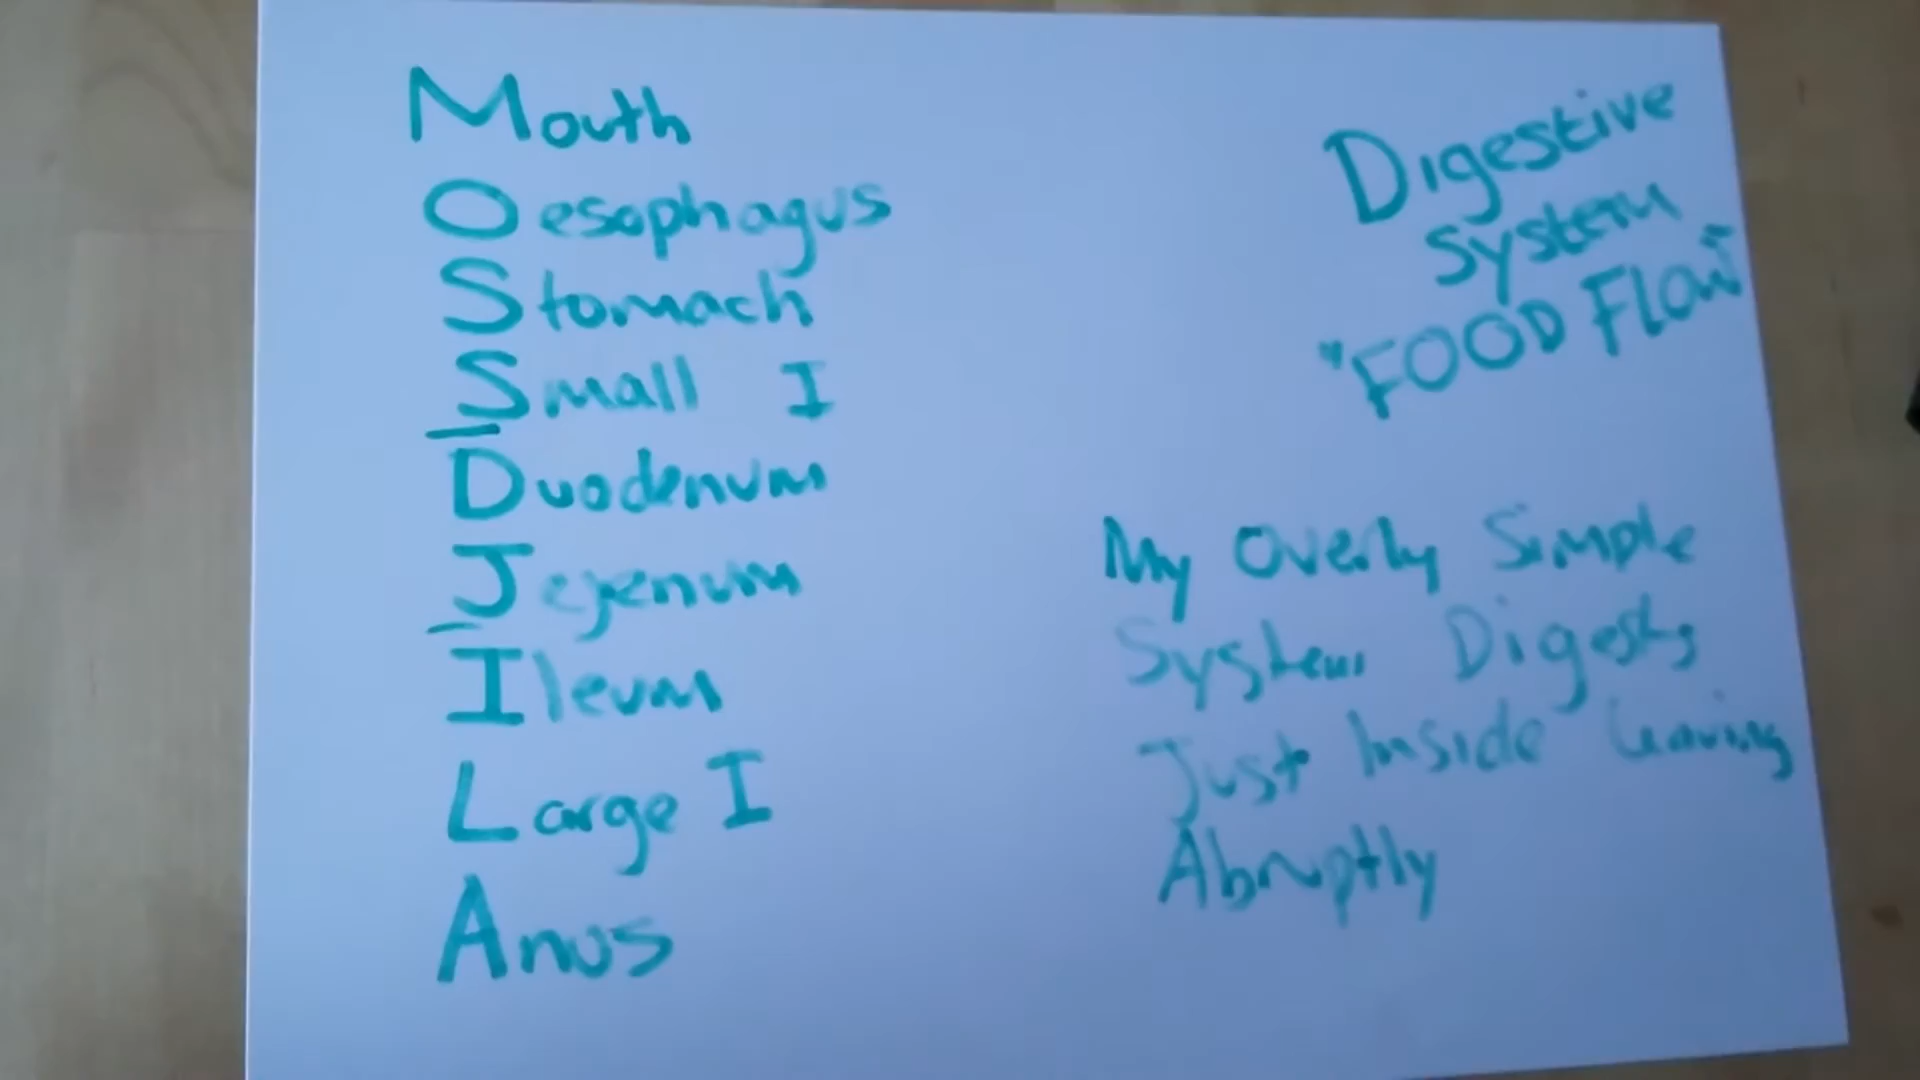 Mouth
Oesophagus
Stomach
Small I
Duodenum
Jejenum
Ileum
Large I
Anus
Digestive
System
"FOOD FLOW"
My Overly Simple
System Digests
Just Inside Leaving
Abruptly